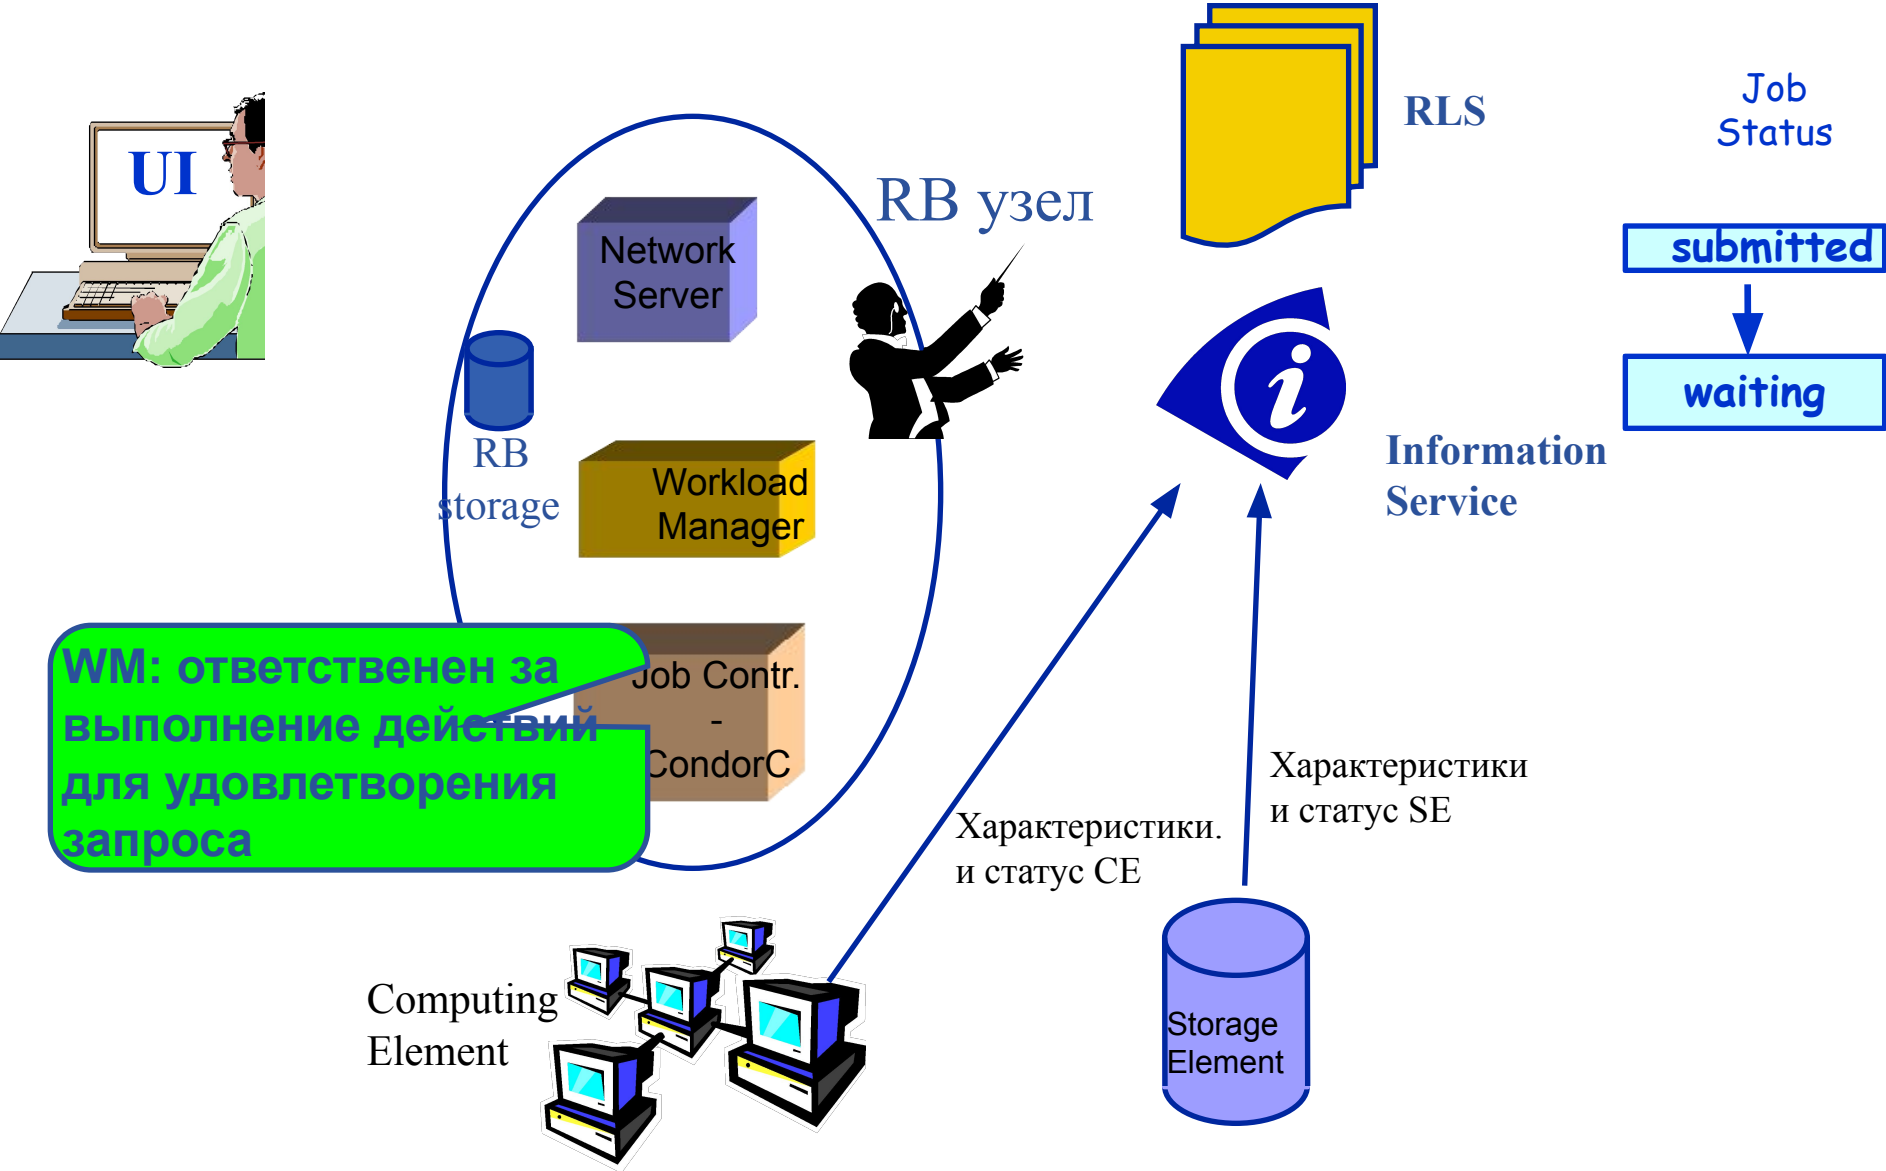 UI
RLS
Job
Status
RB узел
Network
Server
submitted
waiting
RB
storage
Information
Service
Workload
Manager
WM: ответственен за
выполнение действий
для удовлетворения
запроса
Job Contr.
-
CondorC
Характеристики
и статус SE
Характеристики.
и статус CE
Computing
Element
Storage
Element